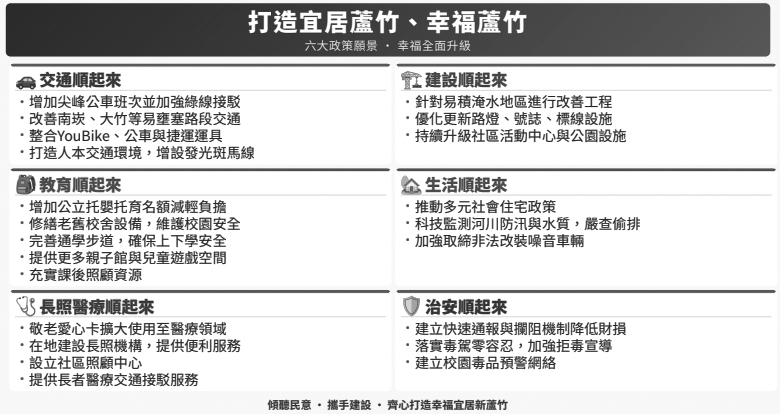 打造宜居蘆竹、幸福蘆竹
六大政策願景 · 幸福全面升級
交通順起來
·增加尖峰公車班次並加強綠線接駁
·改善南崁、大竹等易壅塞路段交通
·整合YouBike、公車與捷運運具
·打造人本交通環境，增設發光斑馬線
建設順起來
·針對易積淹水地區進行改善工程
·優化更新路燈、號誌、標線設施
·持續升級社區活動中心與公園設施
教育順起來
·增加公立托嬰托育名額減輕負擔
·修繕老舊校舍設備，維護校園安全
·完善通學步道，確保上下學安全
·提供更多親子館與兒童遊戲空間
·充實課後照顧資源
生活順起來
·推動多元社會住宅政策
·科技監測河川防汛與水質，嚴查偷排
·加強取締非法改裝噪音車輛
長照醫療順起來
·敬老愛心卡擴大使用至醫療領域
·在地建設長照機構，提供便利服務
·設立社區照顧中心
·提供長者醫療交通接駁服務
治安順起來
·建立快速通報與攔阻機制降低財損
·落實毒駕零容忍，加強拒毒宣導
·建立校園毒品預警網絡
傾聽民意 · 攜手建設 · 齊心打造幸福宜居新蘆竹